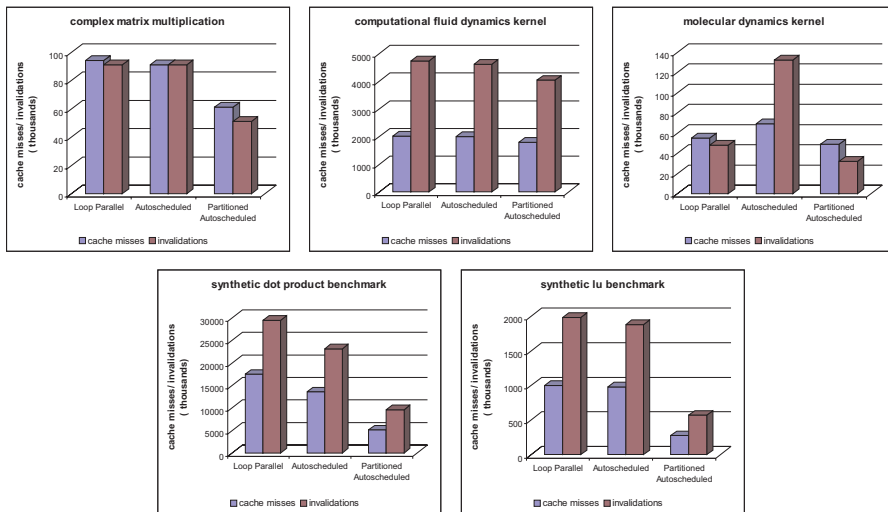 complex matrix multiplication
cache misses/ invalidations
( thousands)
100
80
60
40
20
0
Loop Parallel
Autoscheduled
Partitioned
Autoscheduled
cache misses
invalidations
computational fluid dynamics kernel
cache misses/ invalidations
( thousands)
5000
4000
3000
2000
1000
0
Loop Parallel
Autoscheduled
Partitioned
Autoscheduled
cache misses
invalidations
molecular dynamics kernel
cache misses/ invalidations
( thousands)
140
120
100
80
60
40
20
0
Loop Parallel
Autoscheduled
Partitioned
Autoscheduled
cache misses
invalidations
synthetic dot product benchmark
cache misses/ invalidations
( thousands)
30000
25000
20000
15000
10000
5000
0
Loop Parallel
Autoscheduled
Partitioned
Autoscheduled
cache misses
invalidations
synthetic lu benchmark
cache misses/ invalidations
( thousands)
2000
1500
1000
500
0
Loop Parallel
Autoscheduled
Partitioned
Autoscheduled
cache misses
invalidations